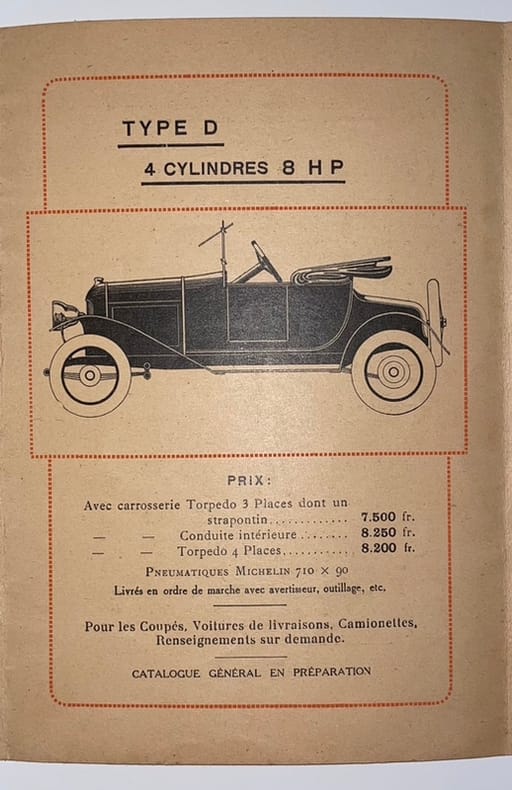 TYPE D
4 CYLINDRES 8 HP
PRIX:
Avec carrosserie Torpedo 3 Places dont un
strapontin............ 7.500 fr.
— — Conduite intérieure........ 8.250 fr.
— — Torpedo 4 Places........... 8.200 fr.
PNEUMATIQUES MICHELIN 710 × 90
Livrés en ordre de marche avec avertisseur, outillage, etc.
Pour les Coupés, Voitures de livraisons, Camionettes,
Renseignements sur demande.
CATALOGUE GÉNÉRAL EN PRÉPARATION